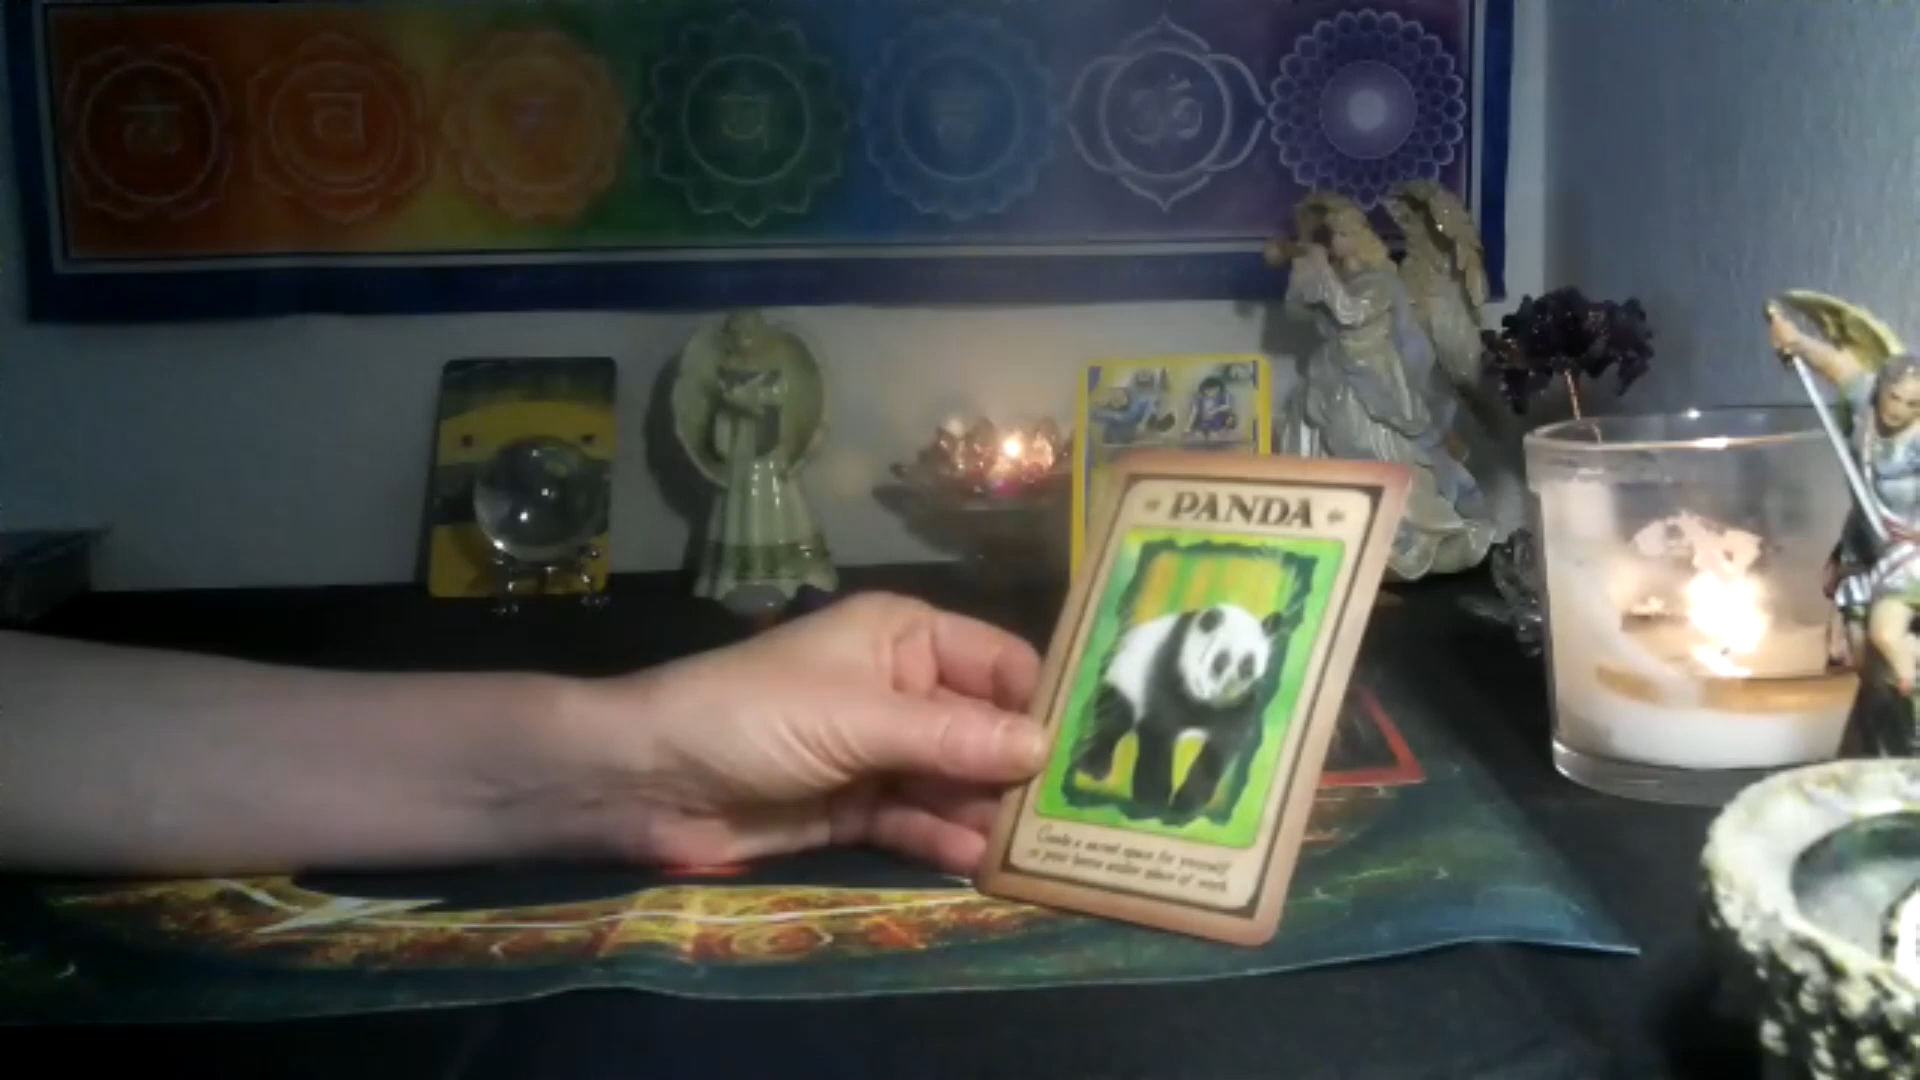 लं
वं
रं
यं
हं
ॐ
PANDA
Create a sacred space for yourself
in your home and/or place of work.